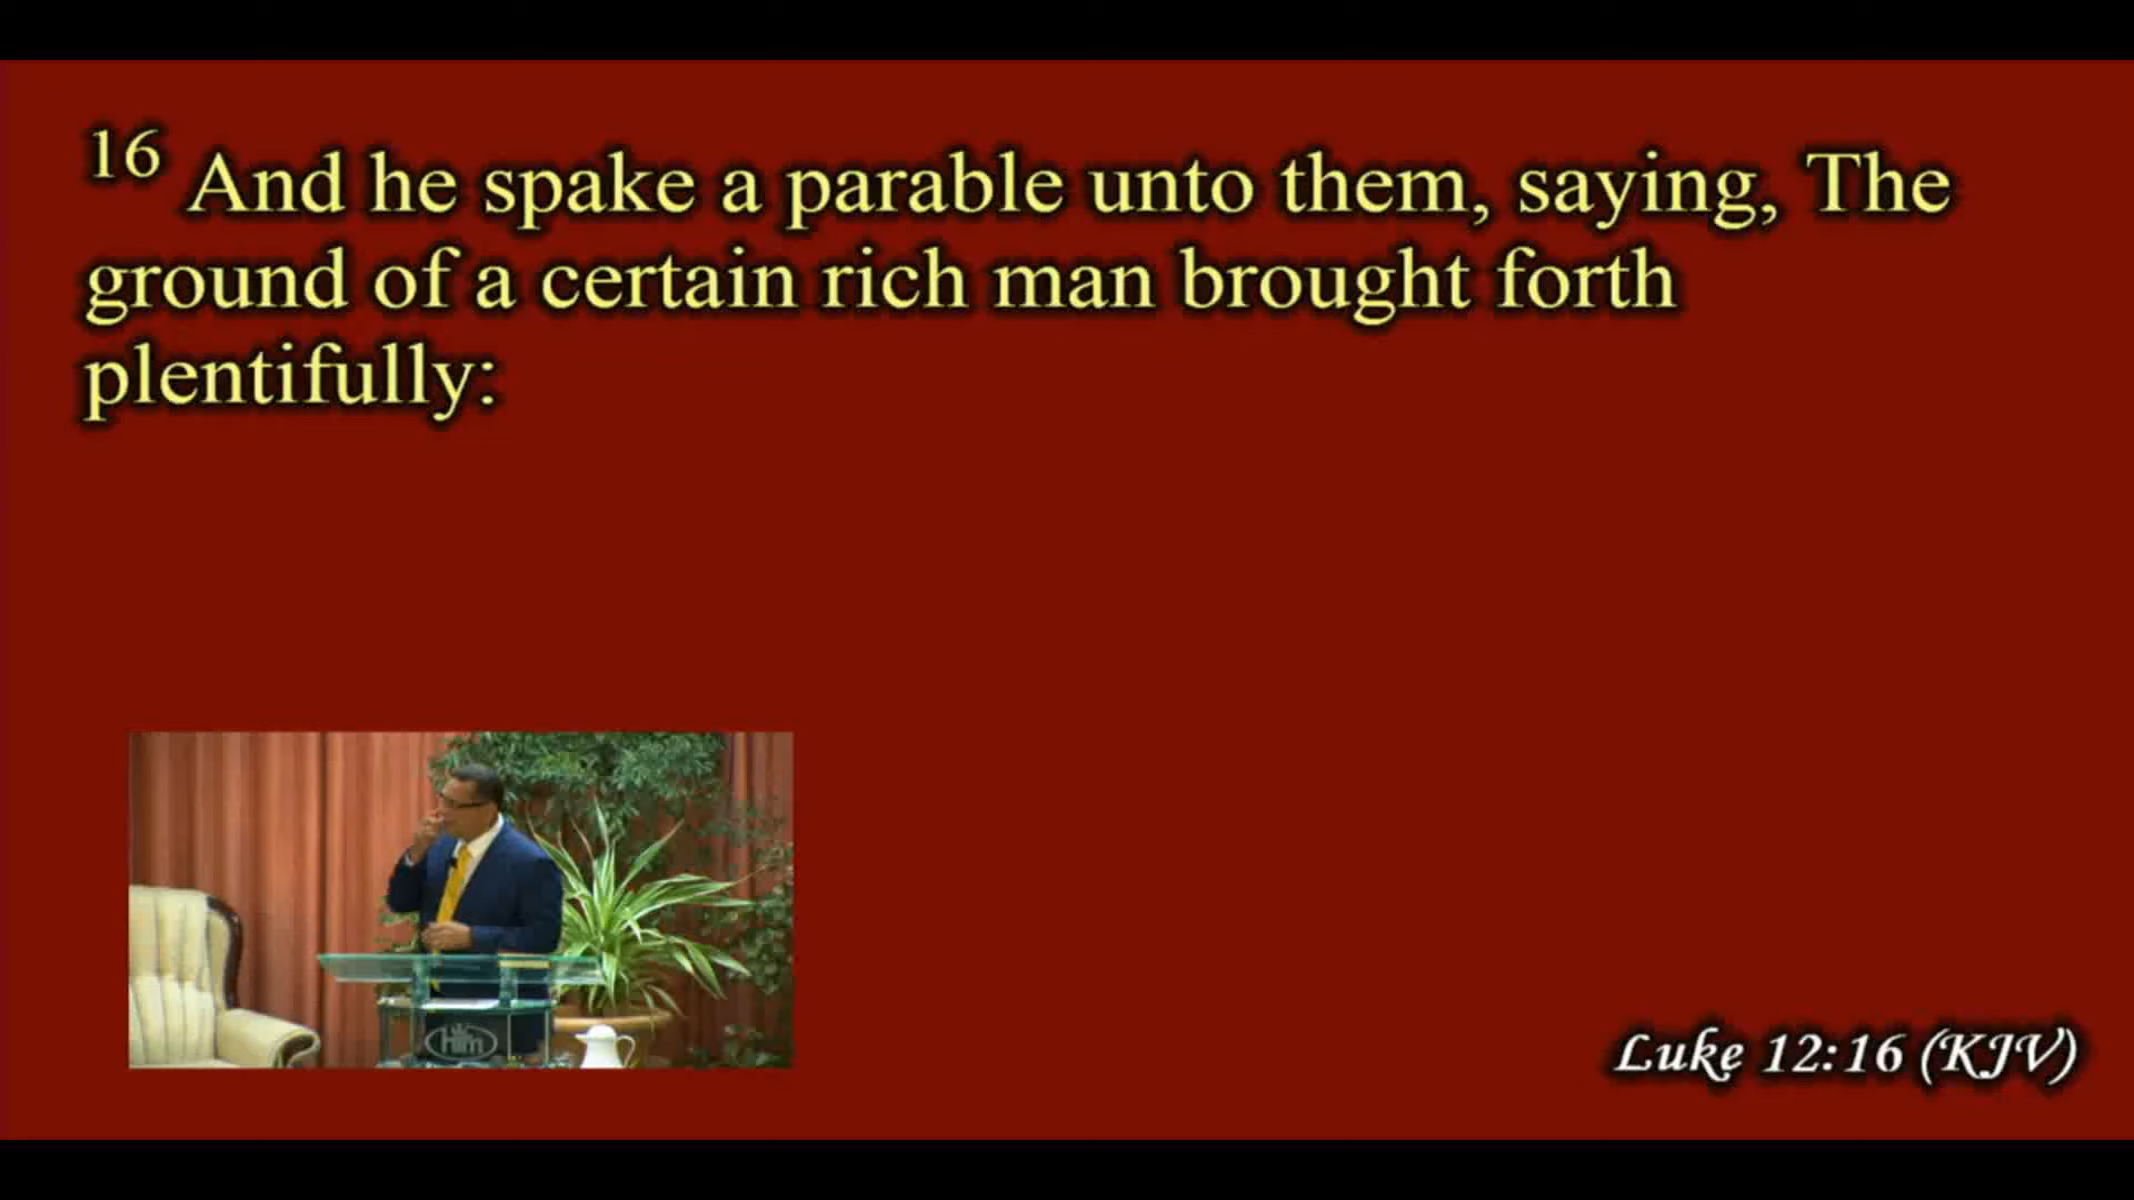 16 And he spake a parable unto them, saying, The
ground of a certain rich man brought forth
plentifully:
Him
Luke 12:16 (KJV)